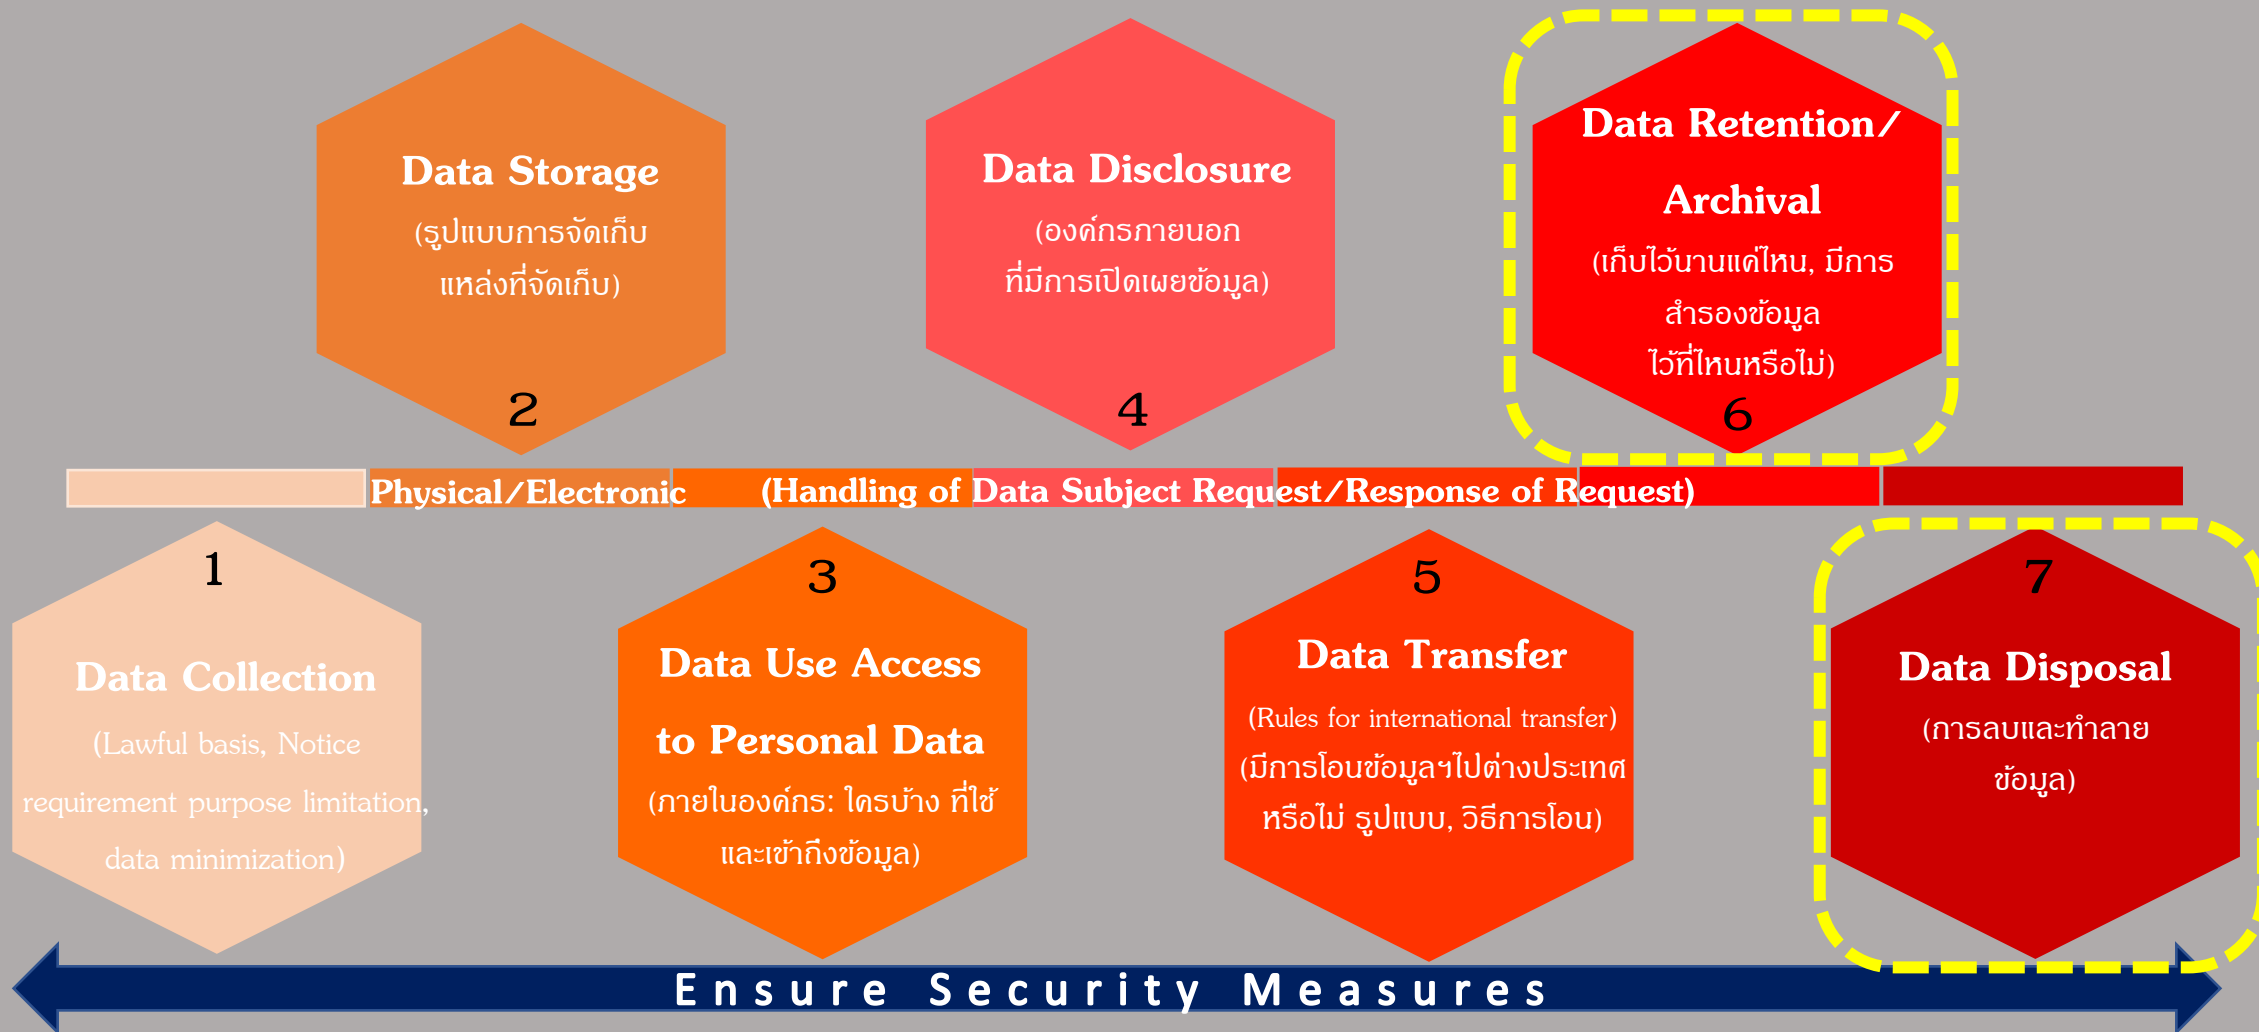 Data Storage
(รูปแบบการจัดเก็บ
แหล่งที่จัดเก็บ)
2
Data Disclosure
(องค์กรภายนอก
ที่มีการเปิดเผยข้อมูล)
4
Data Retention/
Archival
(เก็บไว้นานแค่ไหน, มีการ
สำรองข้อมูล
ไว้ที่ไหนหรือไม่)
6
Physical/Electronic (Handling of Data Subject Request/Response of Request)
1
Data Collection
(Lawful basis, Notice
requirement purpose limitation,
data minimization)
3
Data Use Access
to Personal Data
(ภายในองค์กร: ใครบ้าง ที่ใช้
และเข้าถึงข้อมูล)
5
Data Transfer
(Rules for international transfer)
(มีการโอนข้อมูลฯไปต่างประเทศ
หรือไม่ รูปแบบ, วิธีการโอน)
7
Data Disposal
(การลบและทำลาย
ข้อมูล)
Ensure Security Measures